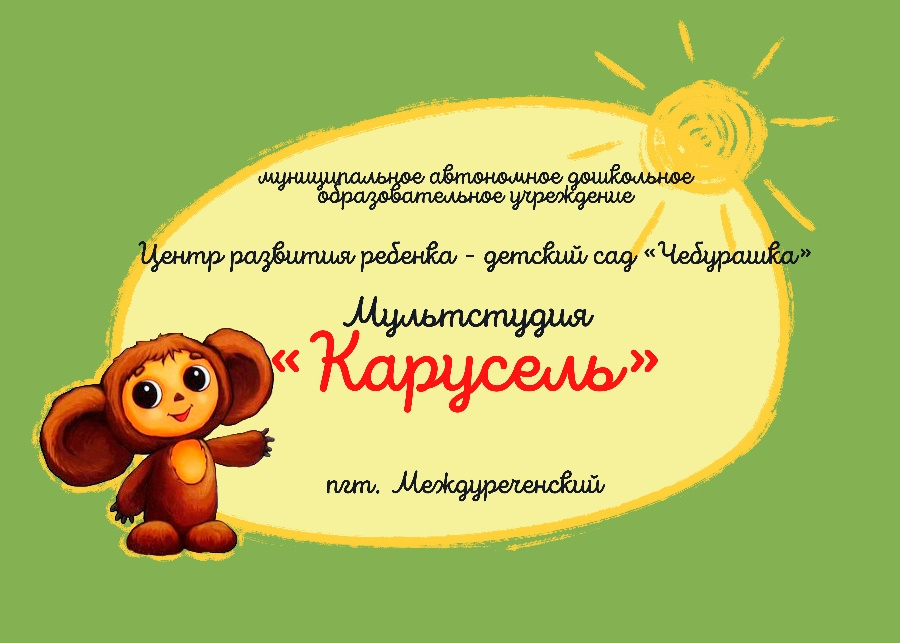 муниципальное автономное дошкольное
образовательное учреждение
Центр развития ребенка - детский сад «Чебурашка»
Мультстудия
«Карусель»
пгт. Междуреченский